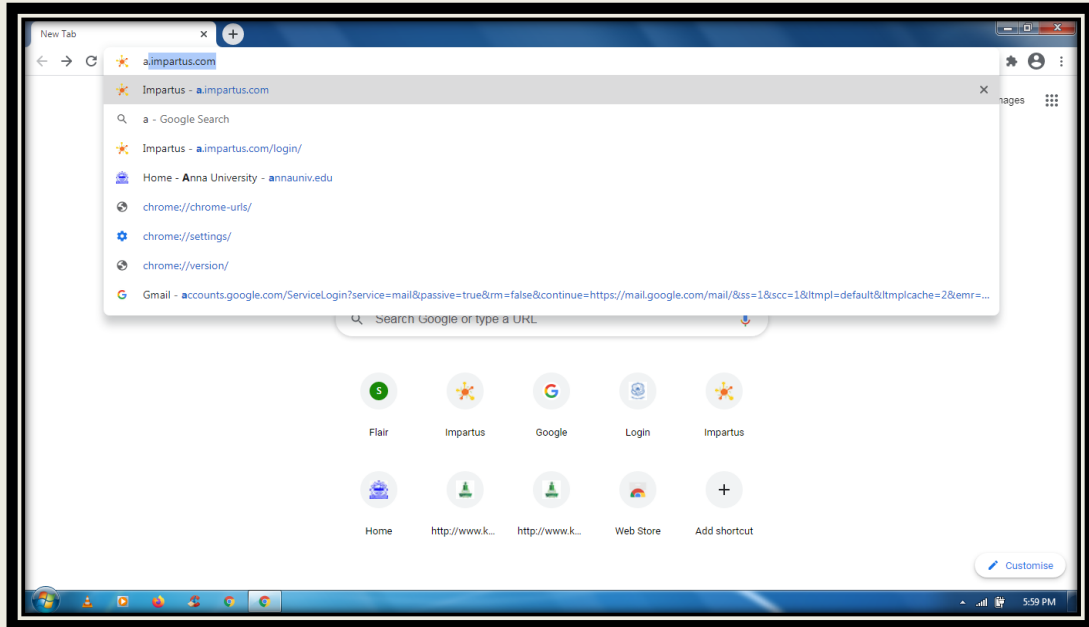 New Tab
a.impartus.com
Impartus - a.impartus.com
nages
a - Google Search
Impartus - a.impartus.com/login/
Home - Anna University - annauniv.edu
chrome://chrome-urls/
chrome://settings/
chrome://version/
G Gmail - accounts.google.com/ServiceLogin?service=mail&passive=true&rm=false&continue=https://mail.google.com/mail/&ss=1&scc=1&ltmpl=default&ltmplcache=2&emr=...
Search Google or type a URL
S G
Flair Impartus Google Login Impartus
Home http://www.k... http://www.k... Web Store Add shortcut
Customise
5:59 PM